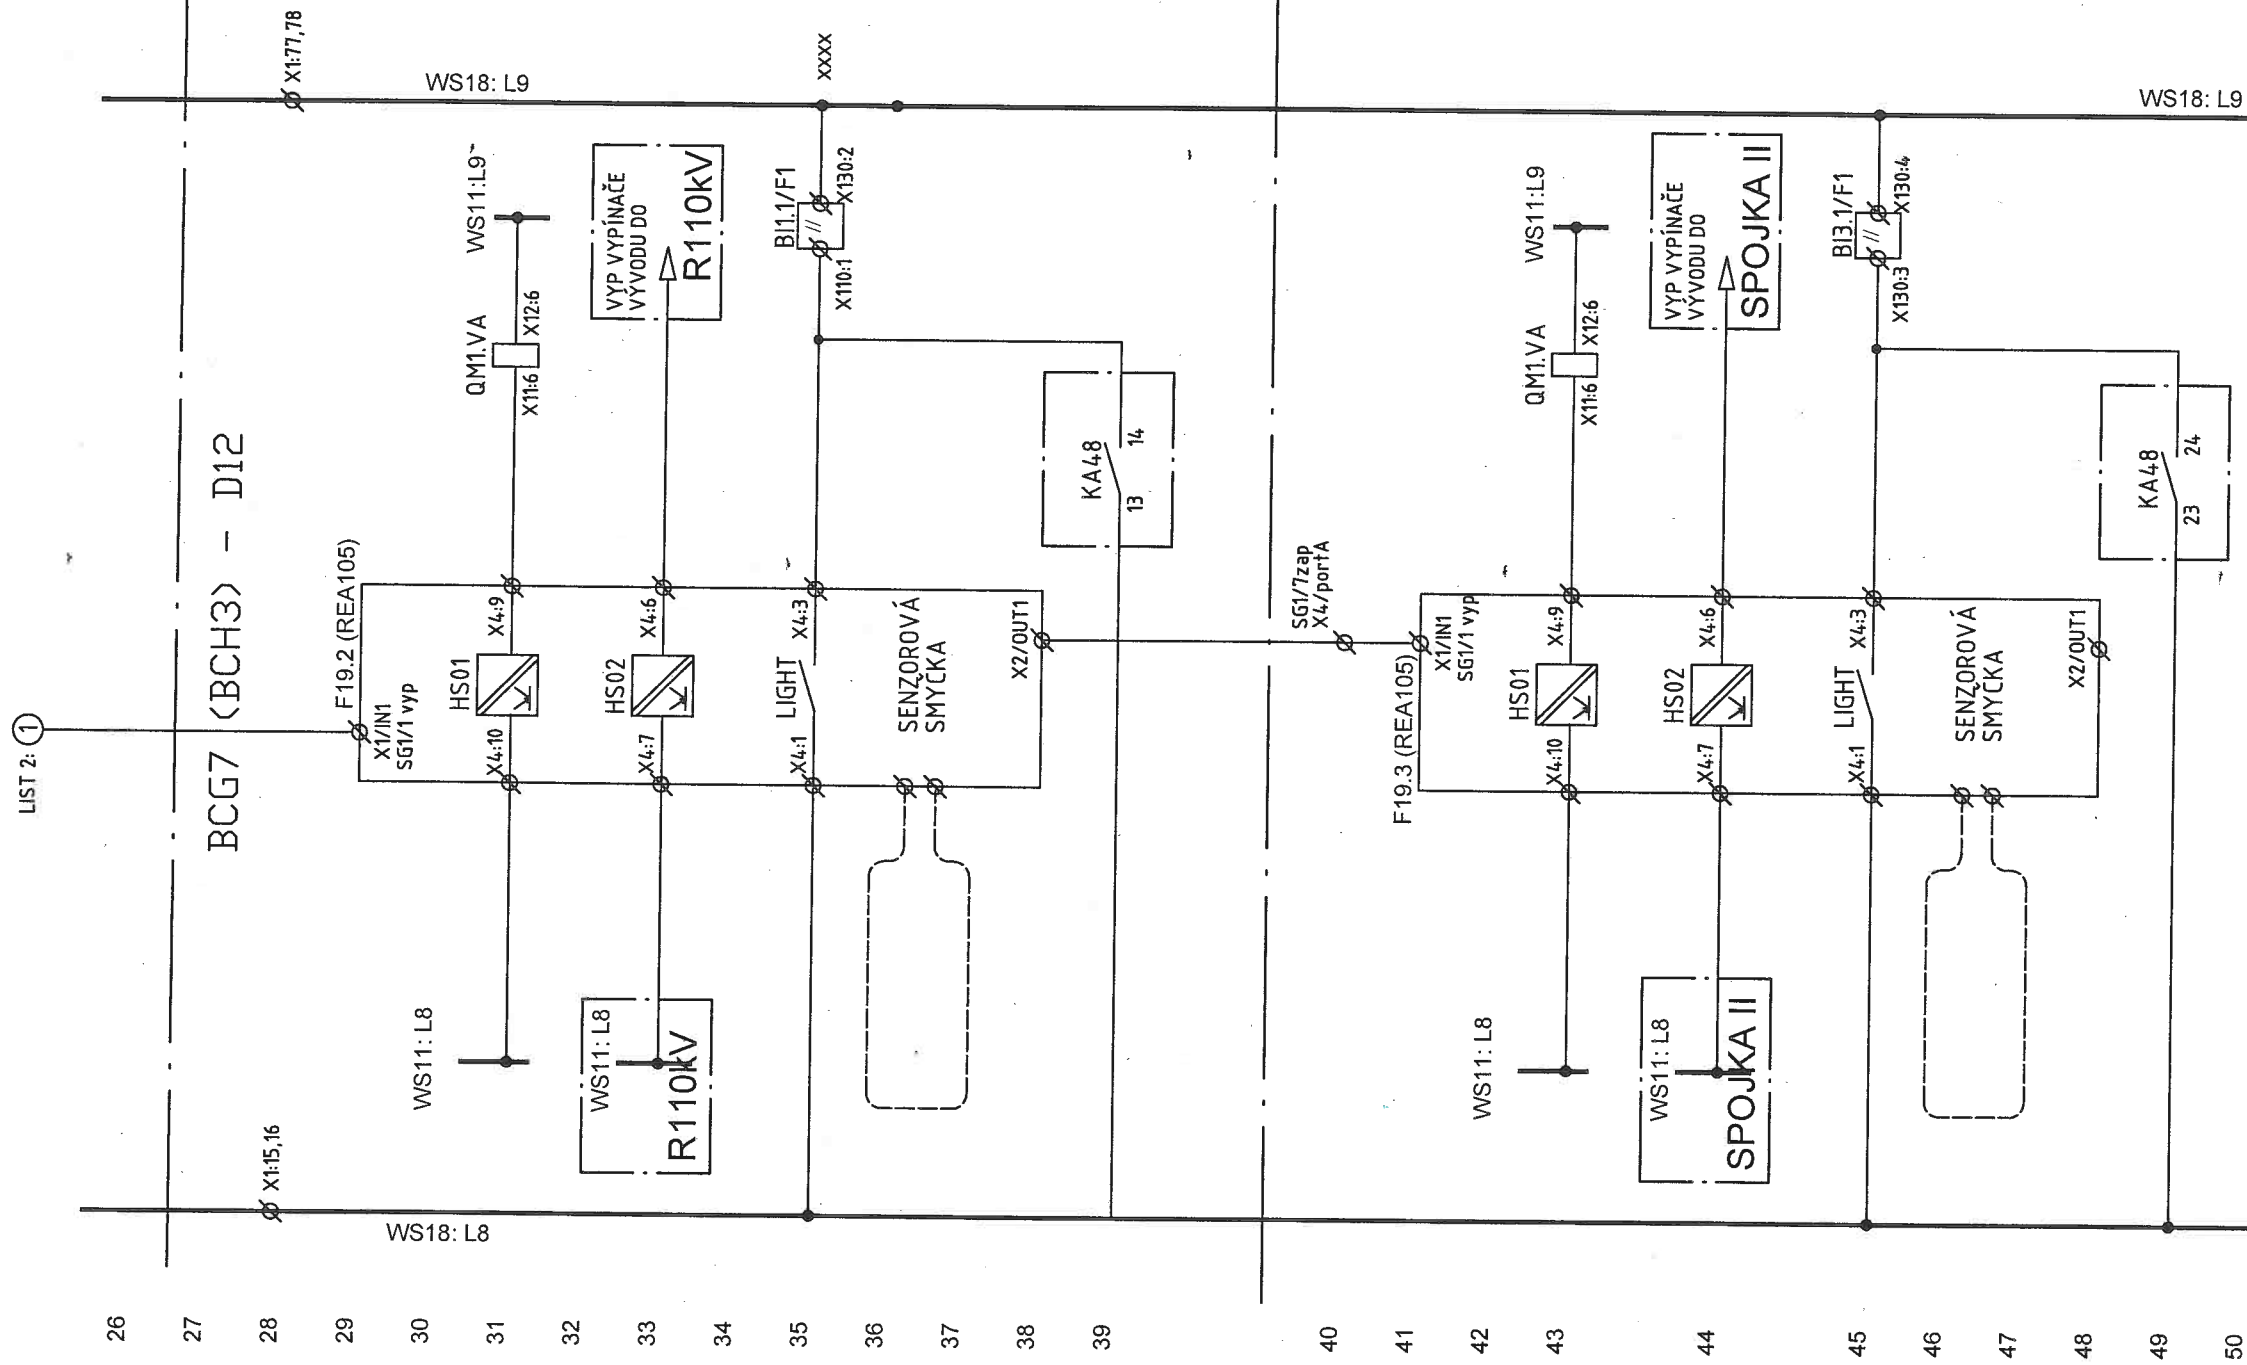 LIST 2: 1
X1:77,78
WS18: L9
XXXX
WS18: L9
BCG7 (BCH3) - D12
F19.2 (REA105)
X1/IN1
SG1/1 vyp
WS11: L8
X4:10
HS01
X4:9
QM1.VA
X11:6
X12:6
WS11:L9
WS11: L8
R110kV
X4:7
HS02
X4:6
VYP VYPÍNAČE
VÝVODU DO
R110kV
X4:1
LIGHT
X4:3
BI1.1/F1
X110:1
X130:2
SENZOROVÁ
SMYČKA
X2/OUT1
KA48
13
14
SG1/7zap
X4/portA
F19.3 (REA105)
X1/IN1
SG1/1 vyp
WS11: L8
X4:10
HS01
X4:9
QM1.VA
X11:6
X12:6
WS11:L9
WS11: L8
SPOJKA II
X4:7
HS02
X4:6
VYP VYPÍNAČE
VÝVODU DO
SPOJKA II
X4:1
LIGHT
X4:3
BI3.1/F1
X130:3
X130:4
SENZOROVÁ
SMYČKA
X2/OUT1
KA48
23
24
X1:15,16
WS18: L8
26
27
28
29
30
31
32
33
34
35
36
37
38
39
40
41
42
43
44
45
46
47
48
49
50